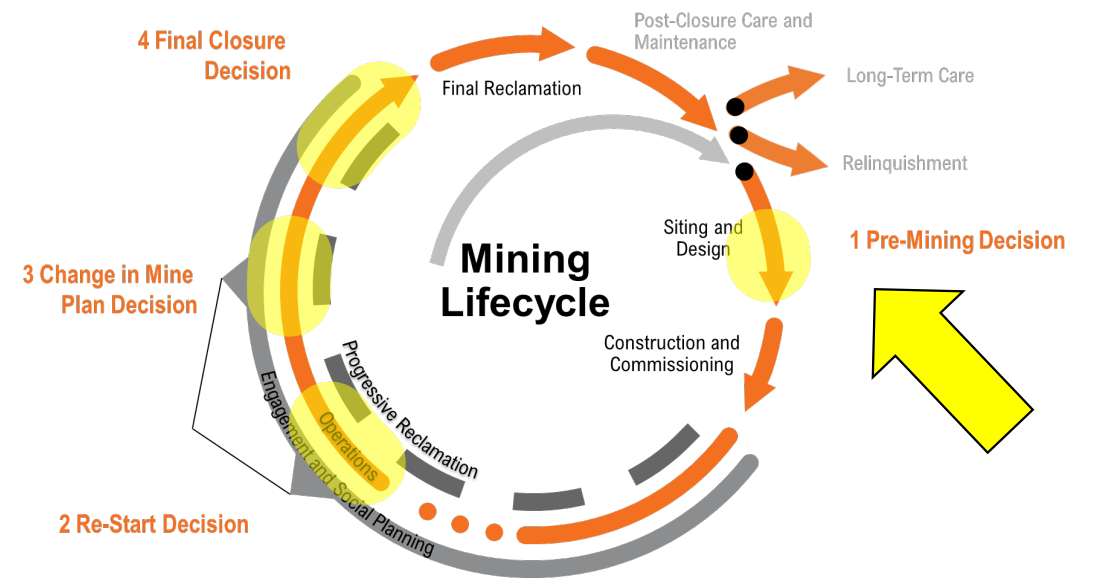 4 Final Closure
Decision
Final Reclamation
Post-Closure Care and
Maintenance
Long-Term Care
Relinquishment
Siting and
Design
1 Pre-Mining Decision
Mining
Lifecycle
3 Change in Mine
Plan Decision
Construction and
Commissioning
Progressive Reclamation
Operations
Engagement and Social Planning
2 Re-Start Decision